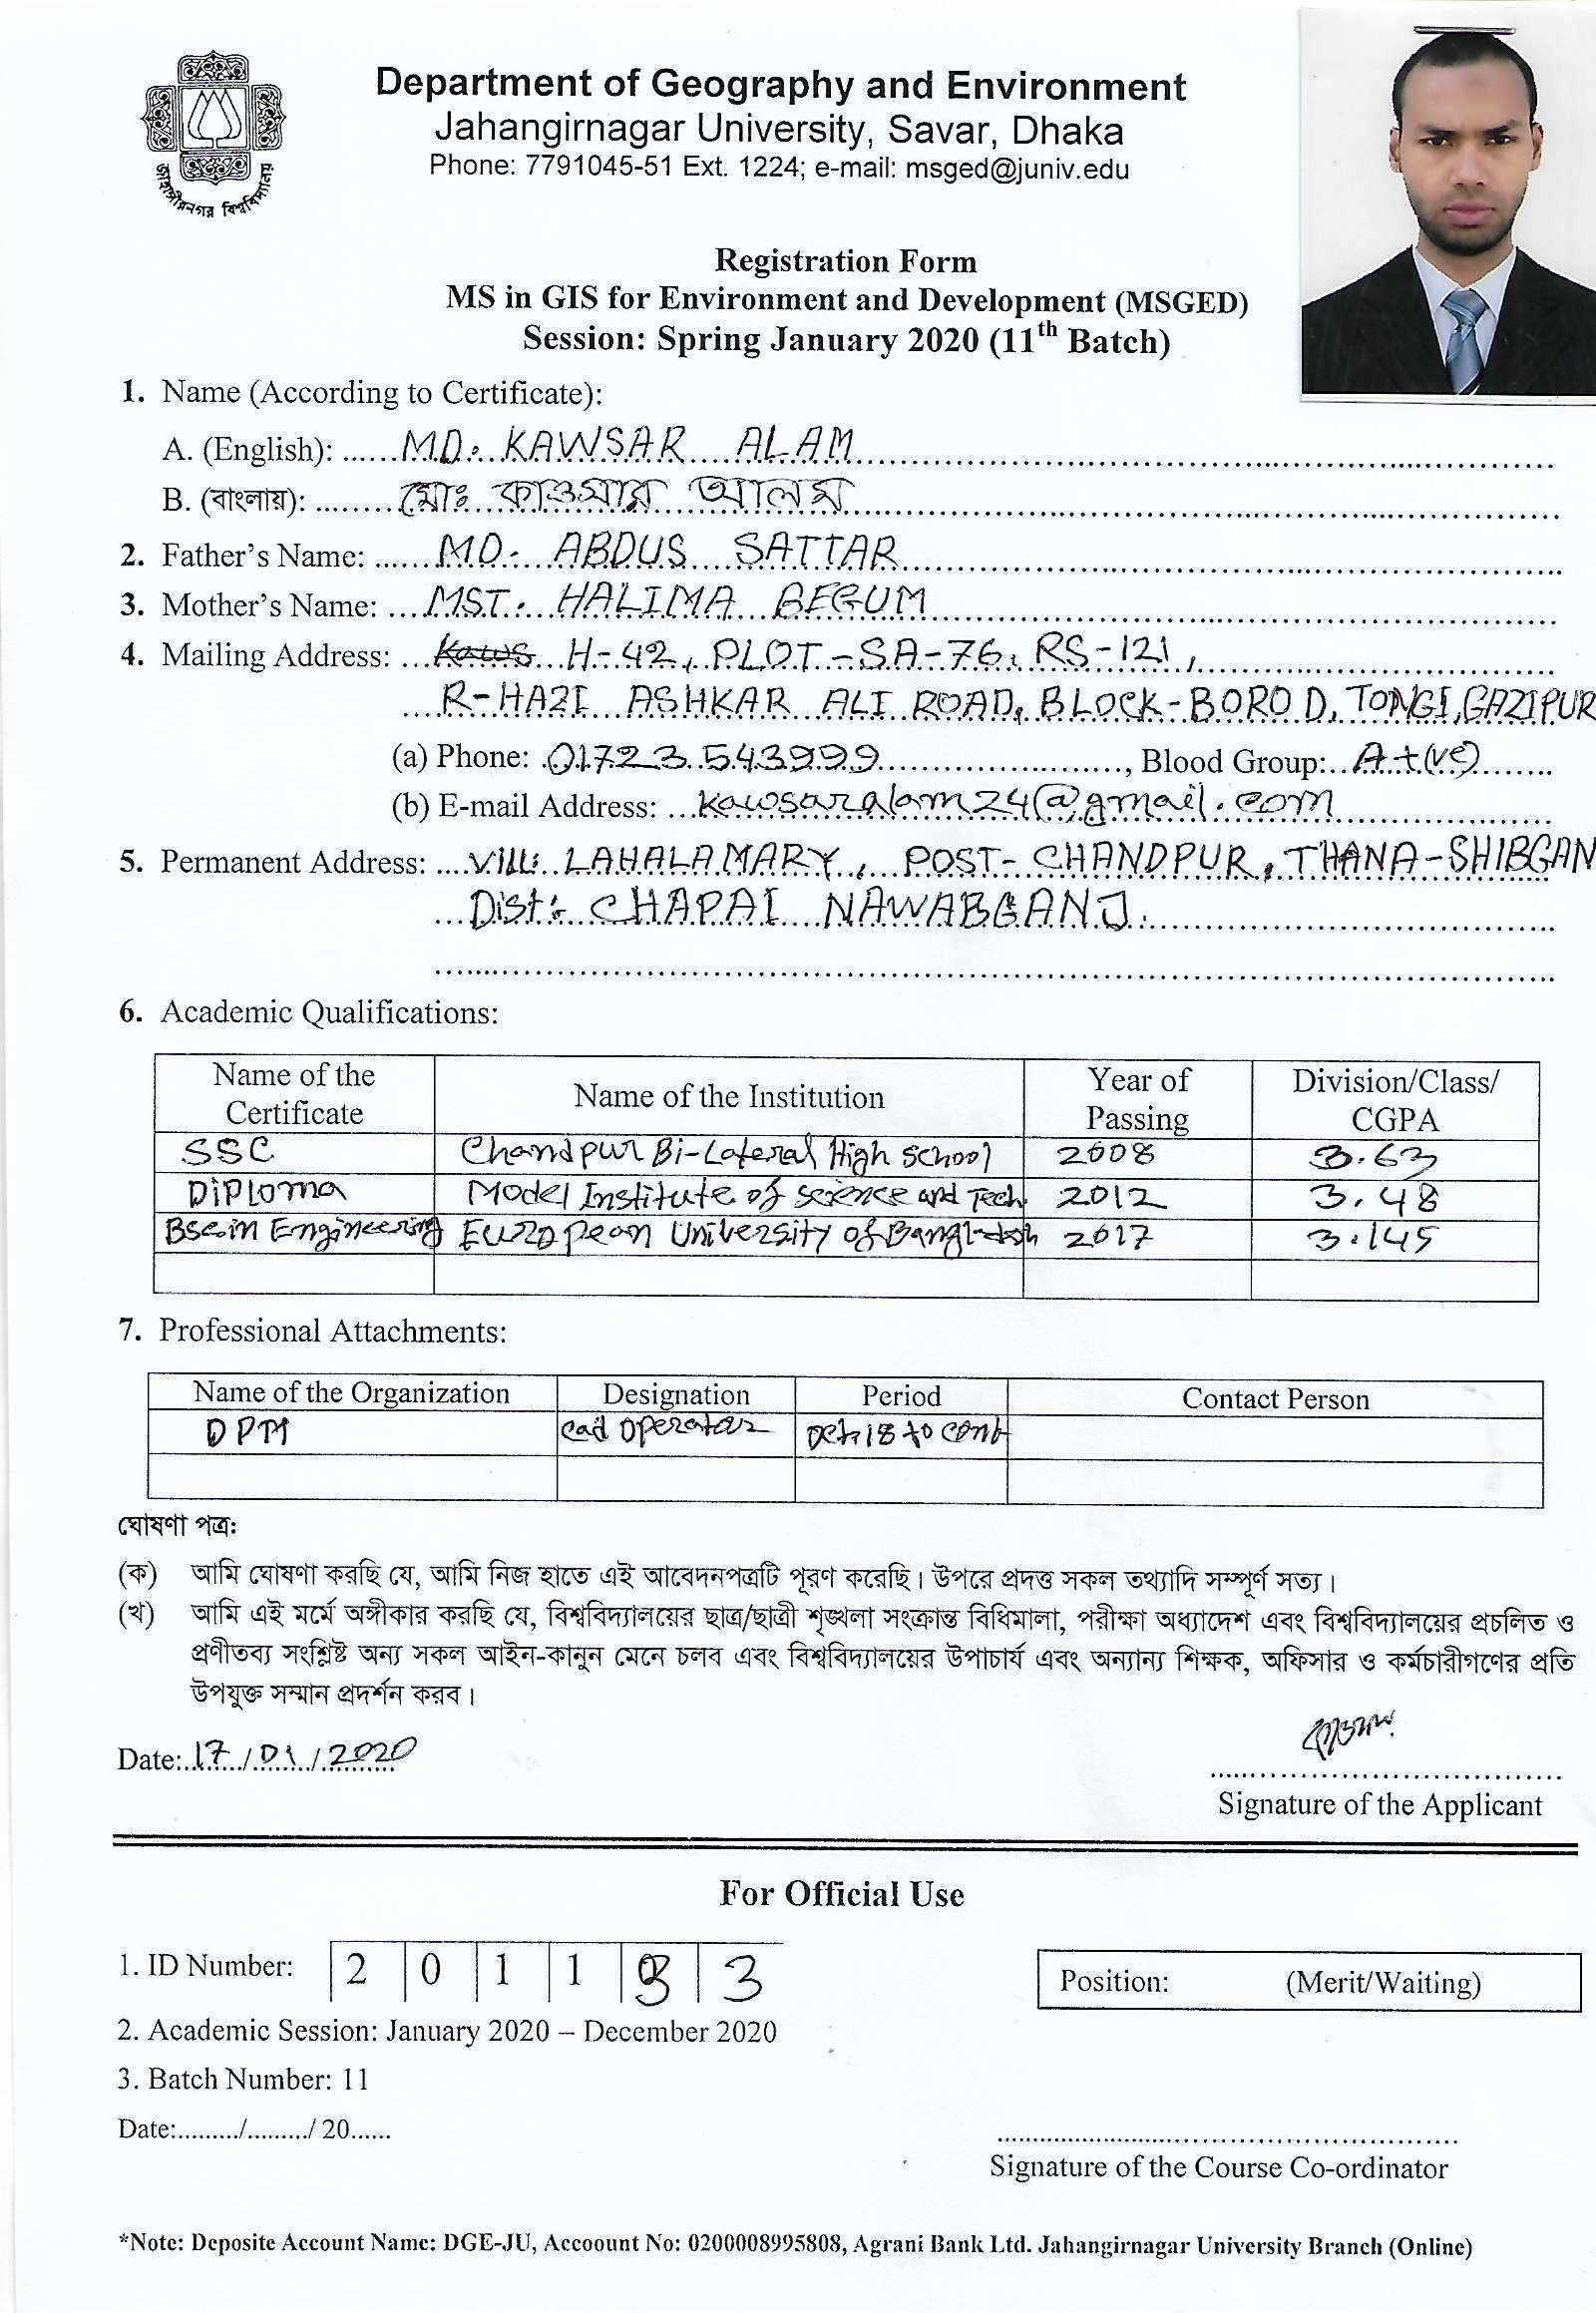 জাহাঙ্গীরনগর বিশ্ববিদ্যালয়
Department of Geography and Environment
Jahangirnagar University, Savar, Dhaka
Phone: 7791045-51 Ext. 1224; e-mail: msged@juniv.edu
Registration Form
MS in GIS for Environment and Development (MSGED)
Session: Spring January 2020 (11th Batch)
1. Name (According to Certificate):
A. (English): MD. KAWSAR ALAM
B. (বাংলায়): মোঃ কাওসার আলম
2. Father's Name: MD. ABDUS SATTAR
3. Mother's Name: MST. HALIMA BEGUM
4. Mailing Address: H-42, PLOT-SA-76, RS-121,
R-HAZI ASHKAR ALI ROAD, BLOCK-BORO D, TONGI, GAZIPUR
(a) Phone: 01723543999, Blood Group: A+(ve)
(b) E-mail Address: kawsaralam24@gmail.com
5. Permanent Address: Vill: LAHALAMARY, POST- CHANDPUR, THANA-SHIBGAN
Dist: CHAPAI NAWABGANJ.
6. Academic Qualifications:
Name of the Certificate Name of the Institution Year of Passing Division/Class/ CGPA
SSC Chandpur Bi-Lateral High School 2008 3.63
Diploma Model Institute of science and Tech. 2012 3.48
Bsc in Engineering European University of Bangladesh 2017 3.145
7. Professional Attachments:
Name of the Organization Designation Period Contact Person
DPM Cad Operator Oct,18 to cont
ঘোষণা পত্র:
(ক) আমি ঘোষণা করছি যে, আমি নিজ হাতে এই আবেদনপত্রটি পূরণ করেছি। উপরে প্রদত্ত সকল তথ্যাদি সম্পূর্ণ সত্য।
(খ) আমি এই মর্মে অঙ্গীকার করছি যে, বিশ্ববিদ্যালয়ের ছাত্র/ছাত্রী শৃঙ্খলা সংক্রান্ত বিধিমালা, পরীক্ষা অধ্যাদেশ এবং বিশ্ববিদ্যালয়ের প্রচলিত ও
প্রণীতব্য সংশ্লিষ্ট অন্য সকল আইন-কানুন মেনে চলব এবং বিশ্ববিদ্যালয়ের উপাচার্য এবং অন্যান্য শিক্ষক, অফিসার ও কর্মচারীগণের প্রতি
উপযুক্ত সম্মান প্রদর্শন করব।
Date: 17/01/2020
Signature of the Applicant
For Official Use
1. ID Number: 2 0 1 1 3 3
Position: (Merit/Waiting)
2. Academic Session: January 2020 – December 2020
3. Batch Number: 11
Date:........./........./ 20......
Signature of the Course Co-ordinator
*Note: Deposite Account Name: DGE-JU, Accoount No: 0200008995808, Agrani Bank Ltd. Jahangirnagar University Branch (Online)